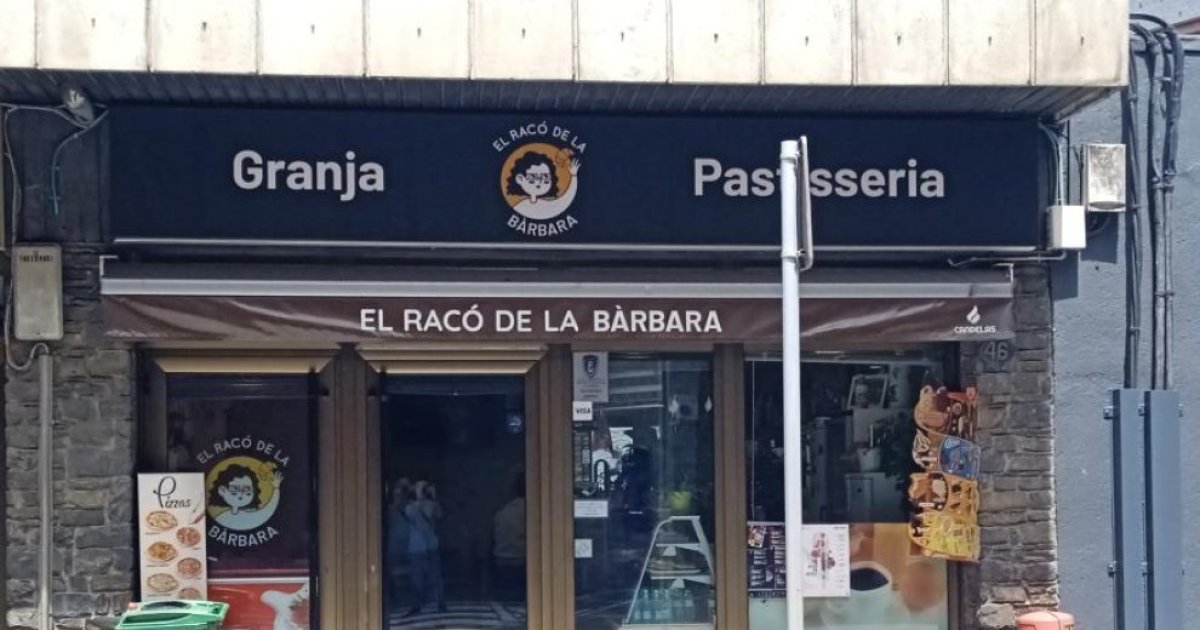 Granja
EL RACÓ DE LA
BÀRBARA
Pastisseria
EL RACÓ DE LA BÀRBARA
CANDELAS
46
VISA
EL RACÓ DE LA
BÀRBARA
Pizzas